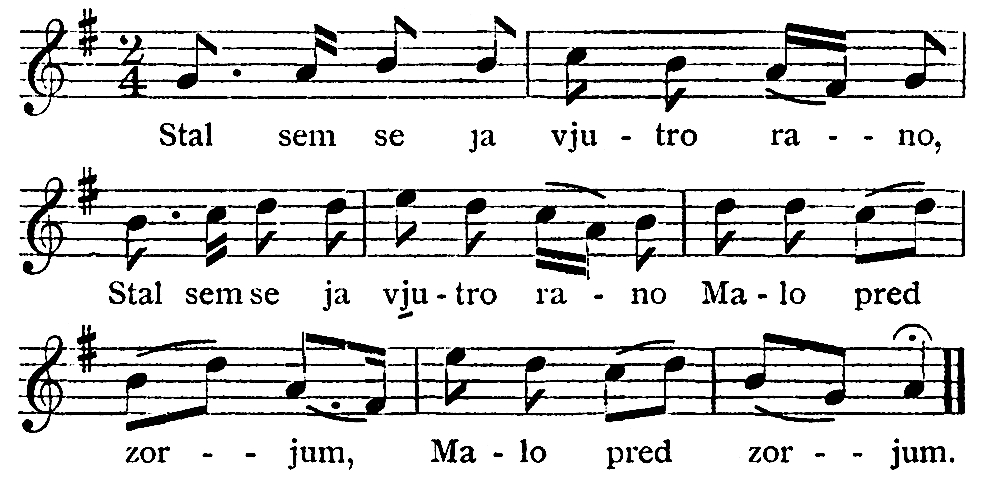 2
4
Stal sem se ja vju - tro ra - - no,
Stal sem se ja vju - tro ra - no Ma - lo pred
zor - - jum, Ma - lo pred zor - - jum.